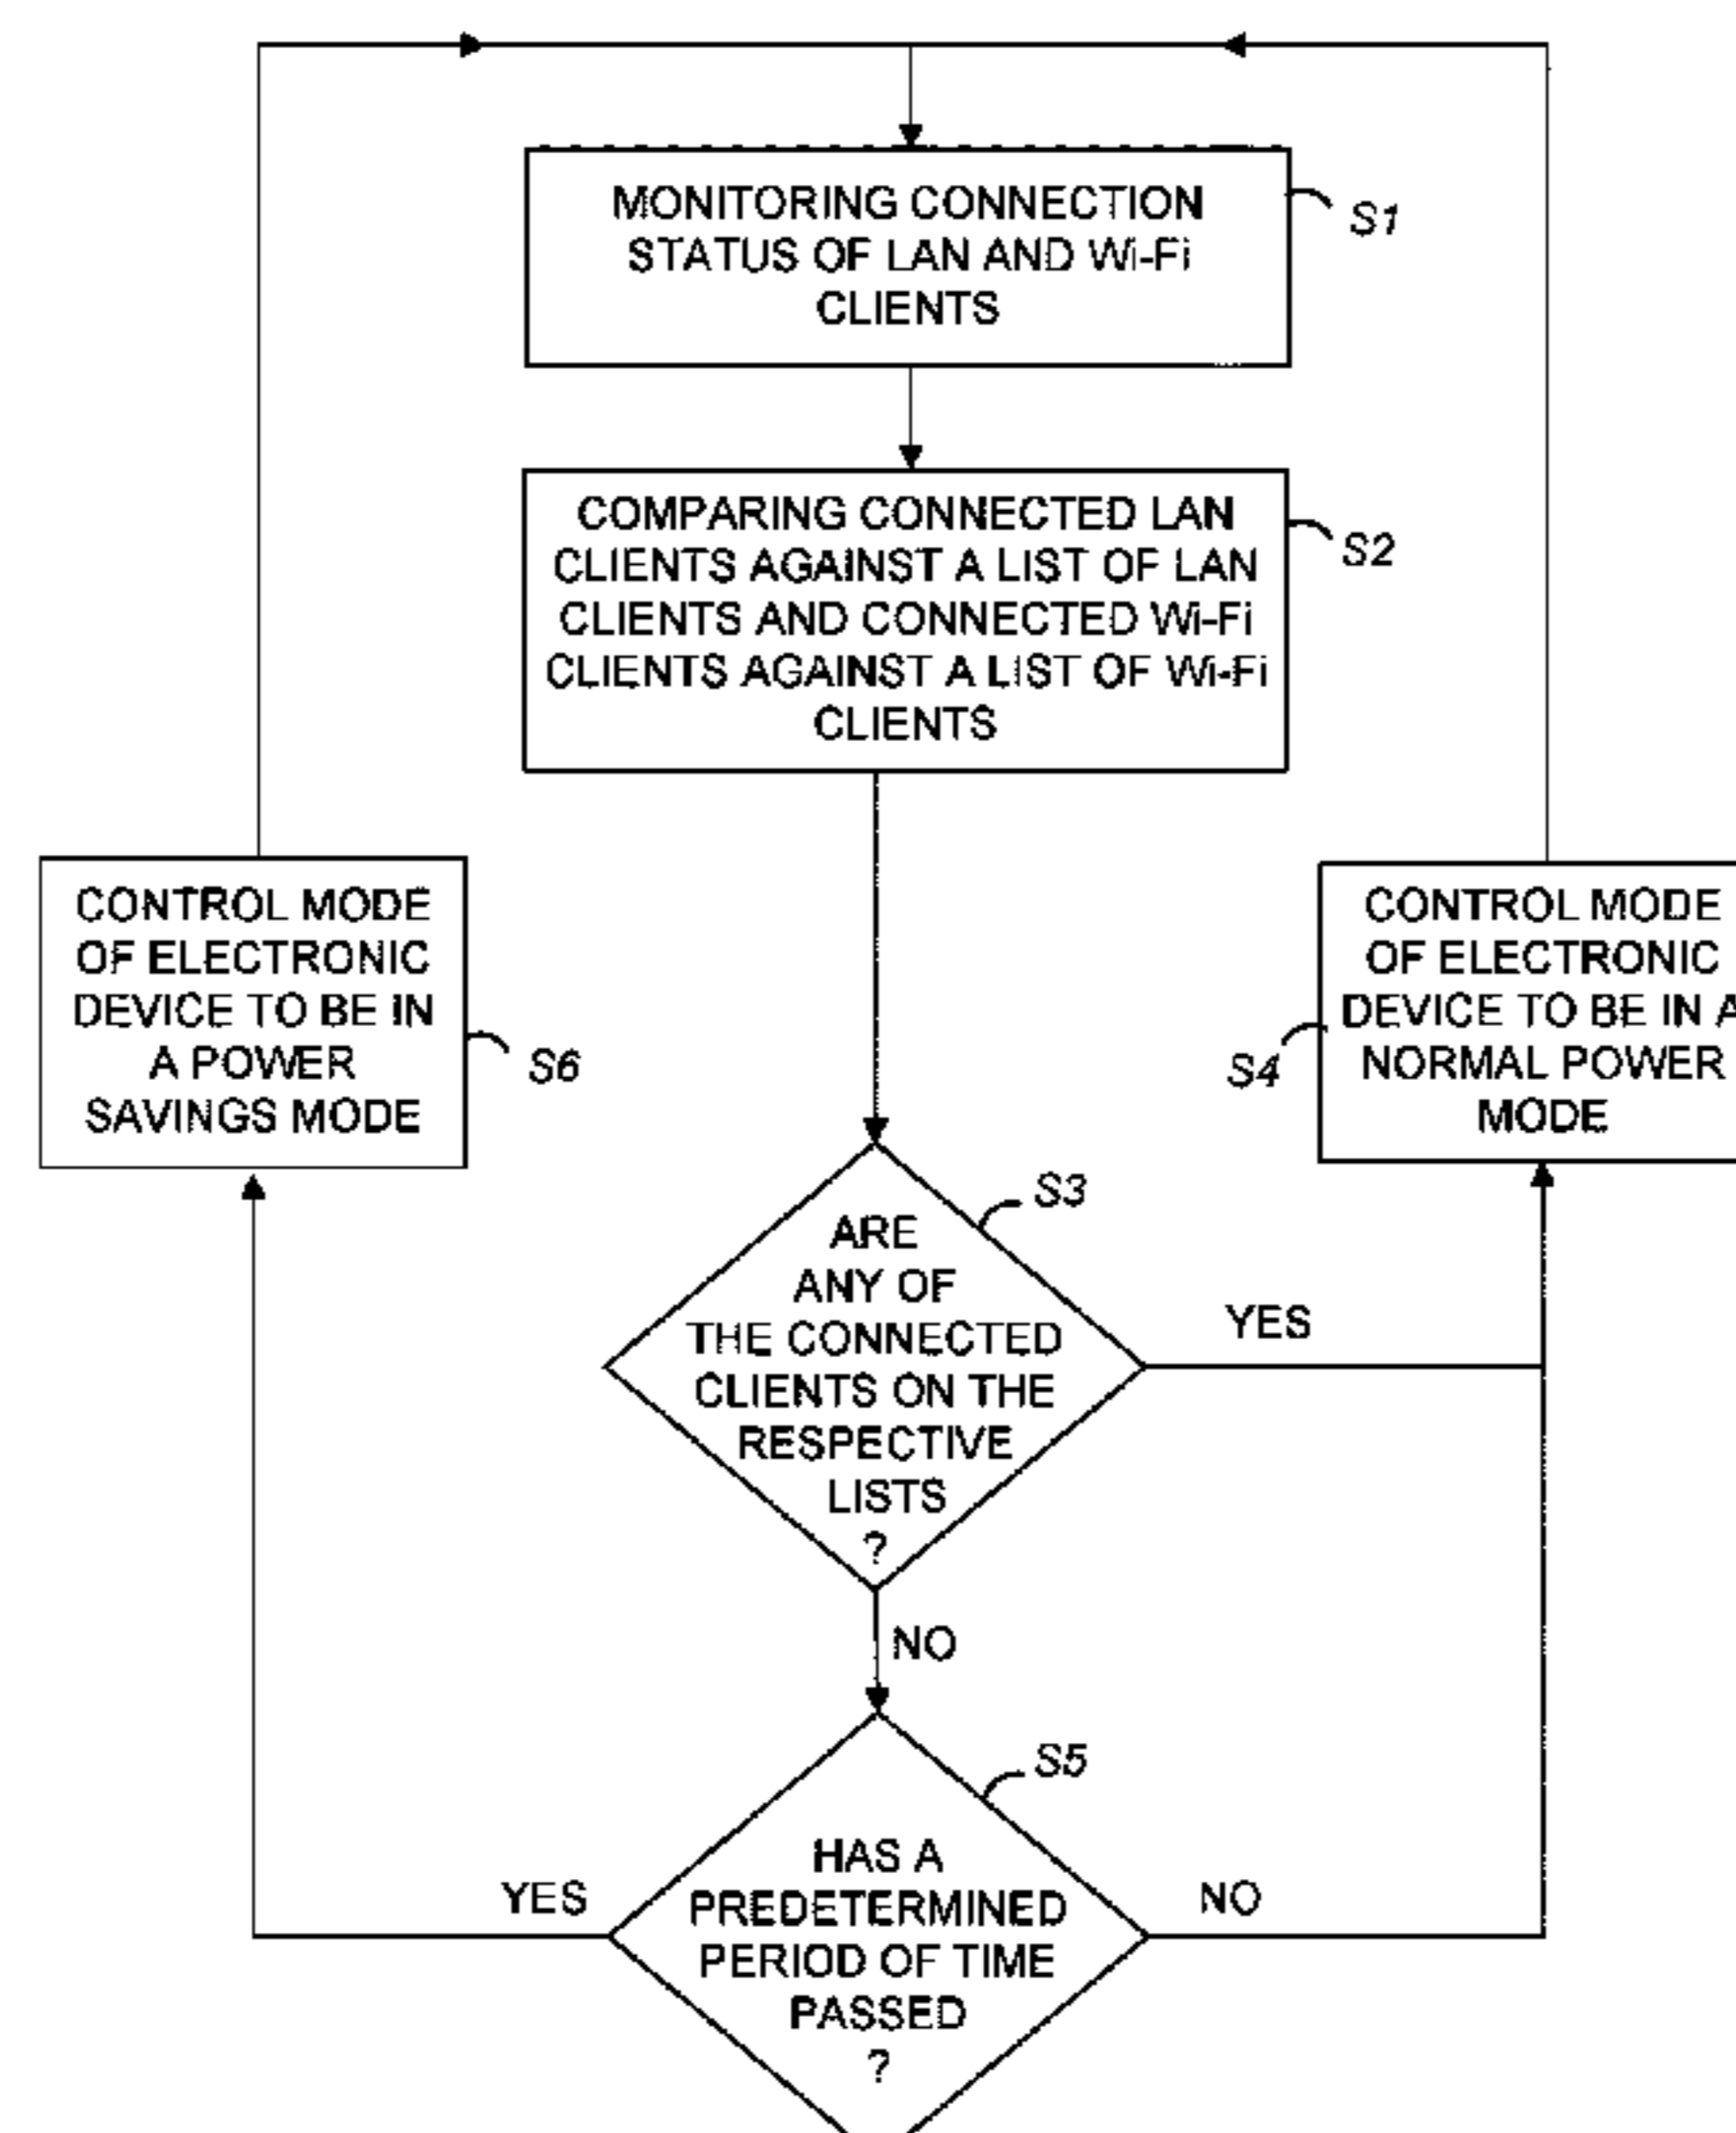 MONITORING CONNECTION
STATUS OF LAN AND Wi-Fi
CLIENTS
S1
COMPARING CONNECTED LAN
CLIENTS AGAINST A LIST OF LAN
CLIENTS AND CONNECTED Wi-Fi
CLIENTS AGAINST A LIST OF Wi-Fi
CLIENTS
S2
CONTROL MODE
OF ELECTRONIC
DEVICE TO BE IN
A POWER
SAVINGS MODE
S6
CONTROL MODE
OF ELECTRONIC
DEVICE TO BE IN A
NORMAL POWER
MODE
S4
S3
ARE
ANY OF
THE CONNECTED
CLIENTS ON THE
RESPECTIVE
LISTS
?
YES
NO
S5
HAS A
PREDETERMINED
PERIOD OF TIME
PASSED
?
YES
NO